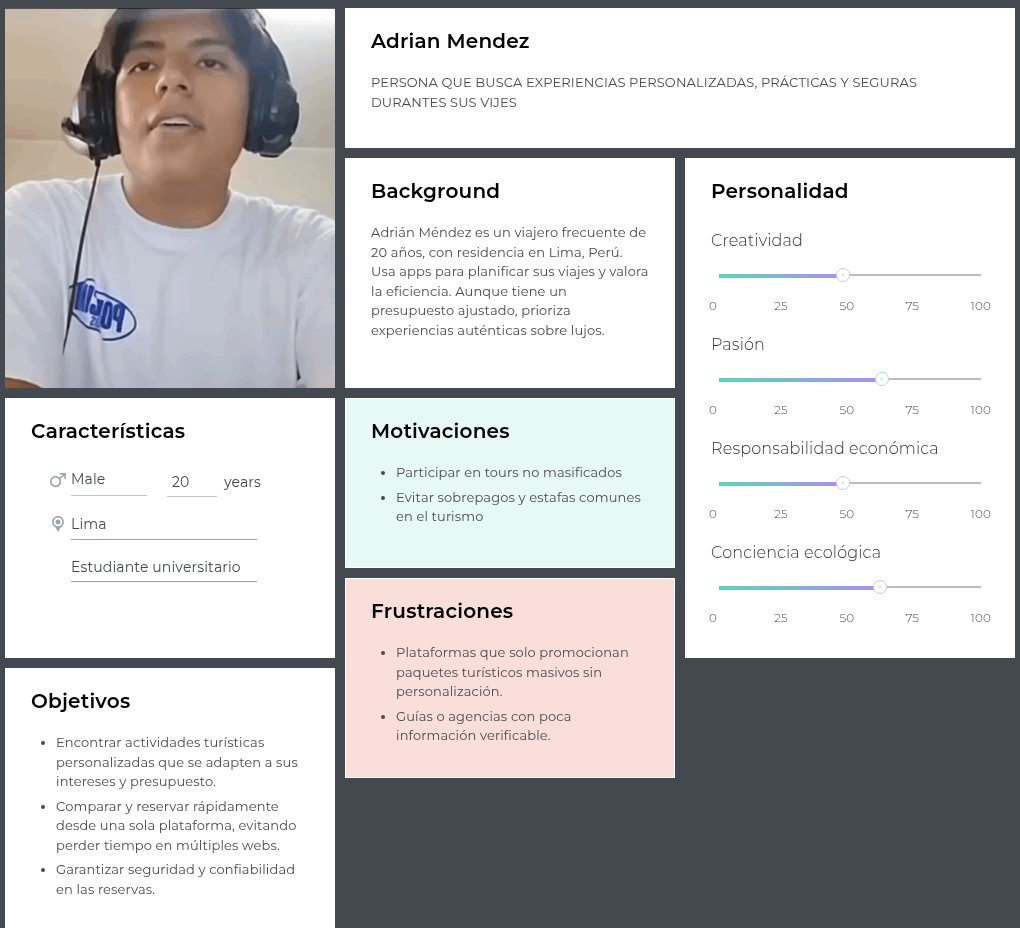 Adrian Mendez
PERSONA QUE BUSCA EXPERIENCIAS PERSONALIZADAS, PRÁCTICAS Y SEGURAS
DURANTES SUS VIJES
Background
Adrián Méndez es un viajero frecuente de
20 años, con residencia en Lima, Perú.
Usa apps para planificar sus viajes y valora
la eficiencia. Aunque tiene un
presupuesto ajustado, prioriza
experiencias auténticas sobre lujos.
Personalidad
Creatividad
0 25 50 75 100
Pasión
0 25 50 75 100
Responsabilidad económica
0 25 50 75 100
Conciencia ecológica
0 25 50 75 100
Características
Male 20 years
Lima
Estudiante universitario
Motivaciones
• Participar en tours no masificados
• Evitar sobrepagos y estafas comunes
en el turismo
Frustraciones
• Plataformas que solo promocionan
paquetes turísticos masivos sin
personalización.
• Guías o agencias con poca
información verificable.
Objetivos
• Encontrar actividades turísticas
personalizadas que se adapten a sus
intereses y presupuesto.
• Comparar y reservar rápidamente
desde una sola plataforma, evitando
perder tiempo en múltiples webs.
• Garantizar seguridad y confiabilidad
en las reservas.